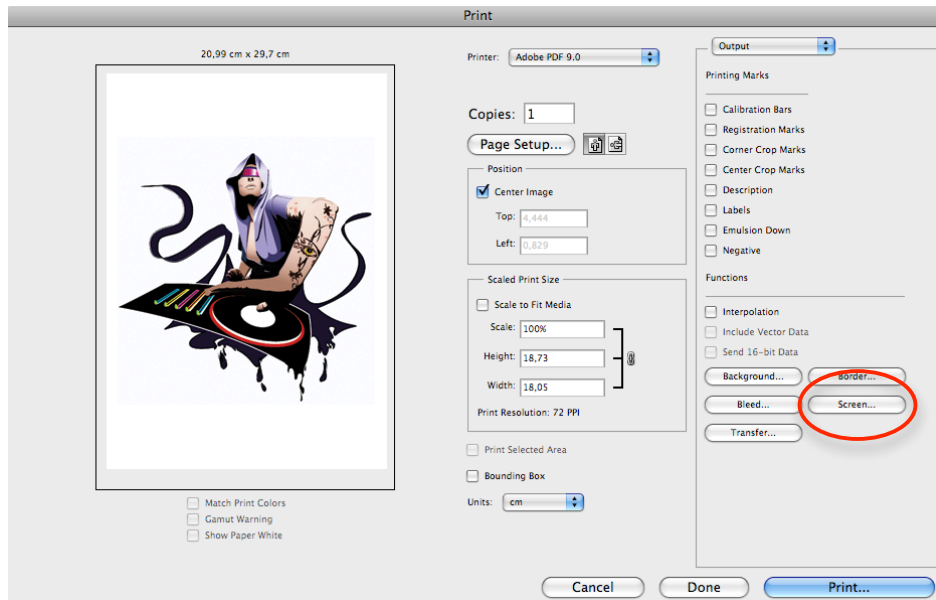 Print
20,99 cm x 29,7 cm
Match Print Colors
Gamut Warning
Show Paper White
Printer: Adobe PDF 9.0
Copies: 1
Page Setup...
Position
Center Image
Top: 4,444
Left: 0,829
Scaled Print Size
Scale to Fit Media
Scale: 100%
Height: 18,73
Width: 18,05
Print Resolution: 72 PPI
Print Selected Area
Bounding Box
Units: cm
Output
Printing Marks
Calibration Bars
Registration Marks
Corner Crop Marks
Center Crop Marks
Description
Labels
Emulsion Down
Negative
Functions
Interpolation
Include Vector Data
Send 16-bit Data
Background... Border...
Bleed... Screen...
Transfer...
Cancel Done Print...